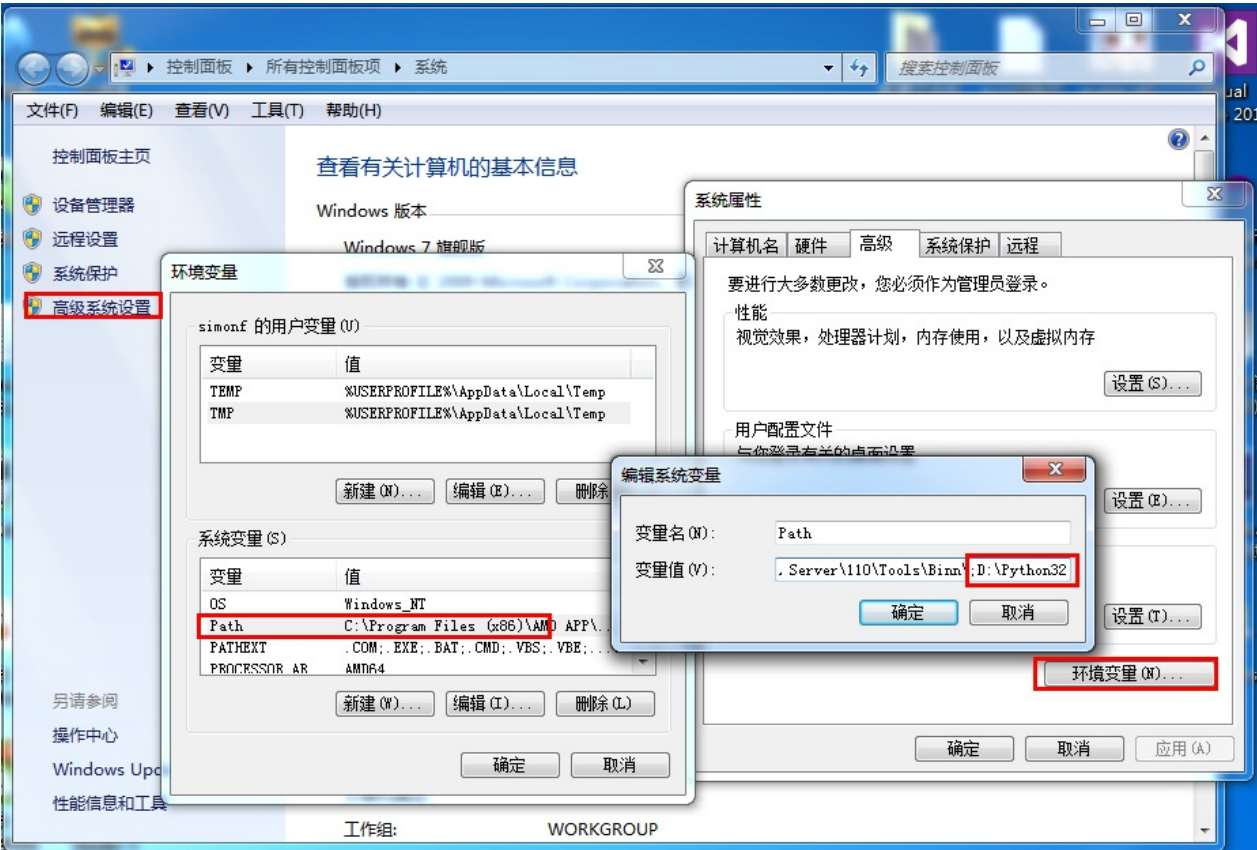 控制面板 所有控制面板项 系统
搜索控制面板
文件(F) 编辑(E) 查看(V) 工具(T) 帮助(H)
控制面板主页
设备管理器
远程设置
系统保护
高级系统设置
另请参阅
操作中心
Windows Upd
性能信息和工具
查看有关计算机的基本信息
Windows 版本
Windows 7 旗舰版
工作组: WORKGROUP
环境变量
simonf 的用户变量(U)
变量 值
TEMP %USERPROFILE%\AppData\Local\Temp
TMP %USERPROFILE%\AppData\Local\Temp
新建(N)... 编辑(E)... 删除
系统变量(S)
变量 值
OS Windows_NT
Path C:\Program Files (x86)\AMD APP\...
PATHEXT .COM;.EXE;.BAT;.CMD;.VBS;.VBE;...
PROCESSOR_AR AMD64
新建(W)... 编辑(I)... 删除(L)
确定 取消
系统属性
计算机名 硬件 高级 系统保护 远程
要进行大多数更改，您必须作为管理员登录。
性能
视觉效果，处理器计划，内存使用，以及虚拟内存
设置(S)...
用户配置文件
与您登录有关的桌面设置
设置(E)...
设置(T)...
环境变量(N)...
确定 取消 应用(A)
编辑系统变量
变量名(N): Path
变量值(V): . Server\110\Tools\Binn\;D:\Python32
确定 取消
ual
201